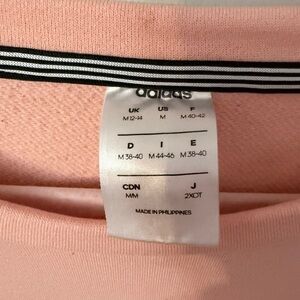 adidas
UK US F
M 12-14 M M 40-42
D I E
M 38-40 M 44-46 M 38-40
CDN J
M/M 2XOT
MADE IN PHILIPPINES